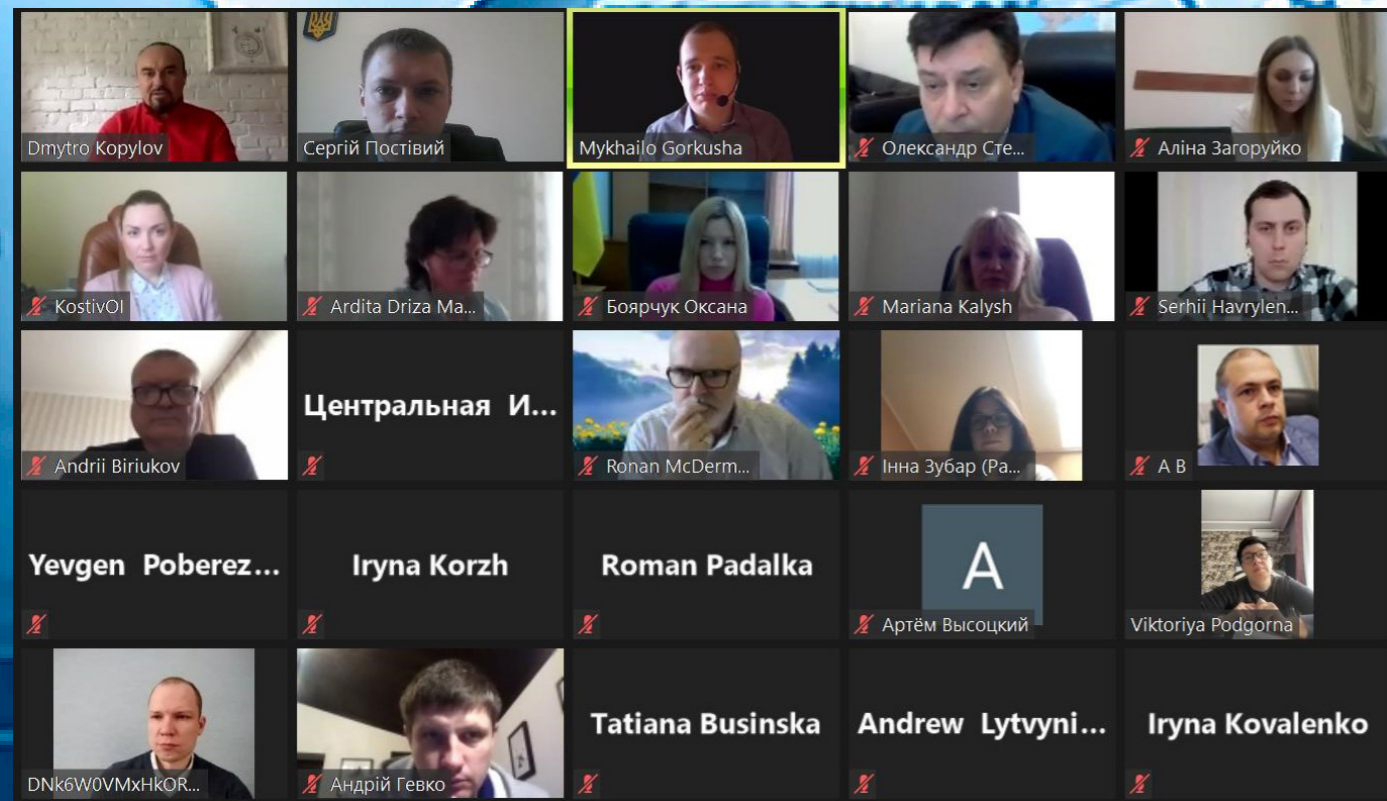 Dmytro Kopylov
Сергій Постівий
Mykhailo Gorkusha
Олександр Сте...
Аліна Загоруйко
KostivOl
Ardita Driza Ma...
Боярчук Оксана
Mariana Kalysh
Serhii Havrylen...
Andrii Biriukov
Центральная И...
Ronan McDerm...
Інна Зубар (Ра...
A B
Yevgen Poberez...
Iryna Korzh
Roman Padalka
A
Артём Высоцкий
Viktoriya Podgorna
DNk6W0VMxHkOR...
Андрій Гевко
Tatiana Businska
Andrew Lytvyni...
Iryna Kovalenko